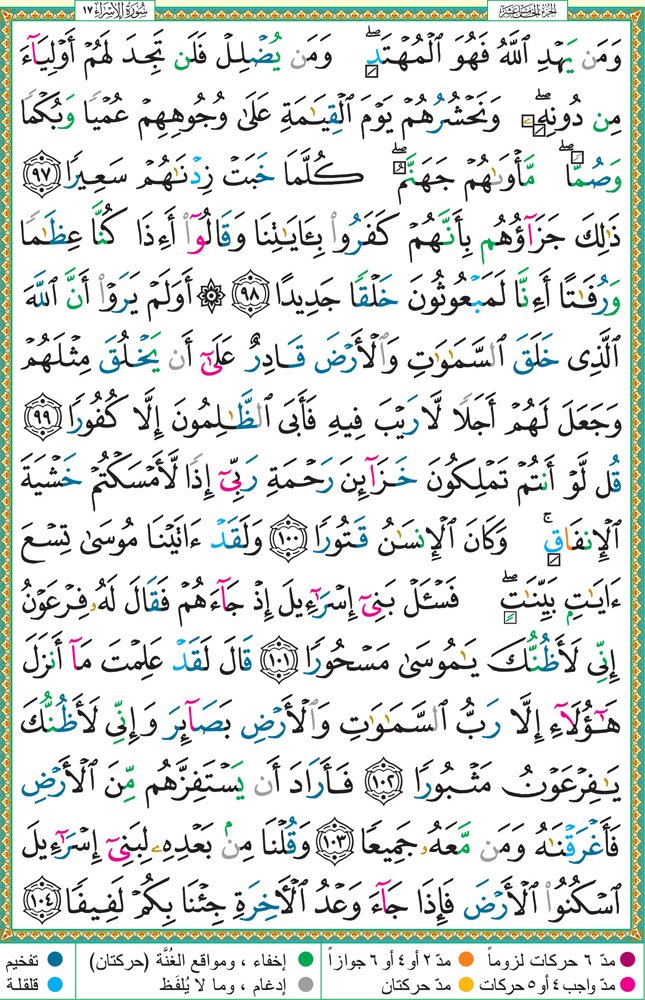 سُورَةُ الإِسْرَاءِ ١٧
الجزء الخامس عشر
وَمَن يَهْدِ ٱللَّهُ فَهُوَ ٱلْمُهْتَدِ ۖ وَمَن يُضْلِلْ فَلَن تَجِدَ لَهُمْ أَوْلِيَآءَ
مِن دُونِهِۦ ۖ وَنَحْشُرُهُمْ يَوْمَ ٱلْقِيَـٰمَةِ عَلَىٰ وُجُوهِهِمْ عُمْيًا وَبُكْمًا
وَصُمًّا ۖ مَّأْوَىٰهُمْ جَهَنَّمُ ۖ كُلَّمَا خَبَتْ زِدْنَـٰهُمْ سَعِيرًا ٩٧
ذَٰلِكَ جَزَآؤُهُم بِأَنَّهُمْ كَفَرُوا۟ بِـَٔايَـٰتِنَا وَقَالُوٓا۟ أَءِذَا كُنَّا عِظَـٰمًا
وَرُفَـٰتًا أَءِنَّا لَمَبْعُوثُونَ خَلْقًا جَدِيدًا ٩٨ ۞ أَوَلَمْ يَرَوْا۟ أَنَّ ٱللَّهَ
ٱلَّذِى خَلَقَ ٱلسَّمَـٰوَٰتِ وَٱلْأَرْضَ قَادِرٌ عَلَىٰٓ أَن يَخْلُقَ مِثْلَهُمْ
وَجَعَلَ لَهُمْ أَجَلًا لَّا رَيْبَ فِيهِ فَأَبَى ٱلظَّـٰلِمُونَ إِلَّا كُفُورًا ٩٩
قُل لَّوْ أَنتُمْ تَمْلِكُونَ خَزَآئِنَ رَحْمَةِ رَبِّىٓ إِذًا لَّأَمْسَكْتُمْ خَشْيَةَ
ٱلْإِنفَاقِ ۚ وَكَانَ ٱلْإِنسَـٰنُ قَتُورًا ١٠٠ وَلَقَدْ ءَاتَيْنَا مُوسَىٰ تِسْعَ
ءَايَـٰتٍۭ بَيِّنَـٰتٍ ۖ فَسْـَٔلْ بَنِىٓ إِسْرَٰٓءِيلَ إِذْ جَآءَهُمْ فَقَالَ لَهُۥ فِرْعَوْنُ
إِنِّى لَأَظُنُّكَ يَـٰمُوسَىٰ مَسْحُورًا ١٠١ قَالَ لَقَدْ عَلِمْتَ مَآ أَنزَلَ
هَـٰٓؤُلَآءِ إِلَّا رَبُّ ٱلسَّمَـٰوَٰتِ وَٱلْأَرْضِ بَصَآئِرَ وَإِنِّى لَأَظُنُّكَ
يَـٰفِرْعَوْنُ مَثْبُورًا ١٠٢ فَأَرَادَ أَن يَسْتَفِزَّهُم مِّنَ ٱلْأَرْضِ
فَأَغْرَقْنَـٰهُ وَمَن مَّعَهُۥ جَمِيعًا ١٠٣ وَقُلْنَا مِنۢ بَعْدِهِۦ لِبَنِىٓ إِسْرَٰٓءِيلَ
ٱسْكُنُوا۟ ٱلْأَرْضَ فَإِذَا جَآءَ وَعْدُ ٱلْـَٔاخِرَةِ جِئْنَا بِكُمْ لَفِيفًا ١٠٤
مدّ ٦ حركات لزوماً مدّ ٢ أو ٤ أو ٦ جوازاً إخفاء ، ومواقع الغُنَّة (حركتان) تفخيم
مدّ واجب ٤ أو ٥ حركات مدّ حركتان إدغام ، وما لا يُلفَظ قلقلة